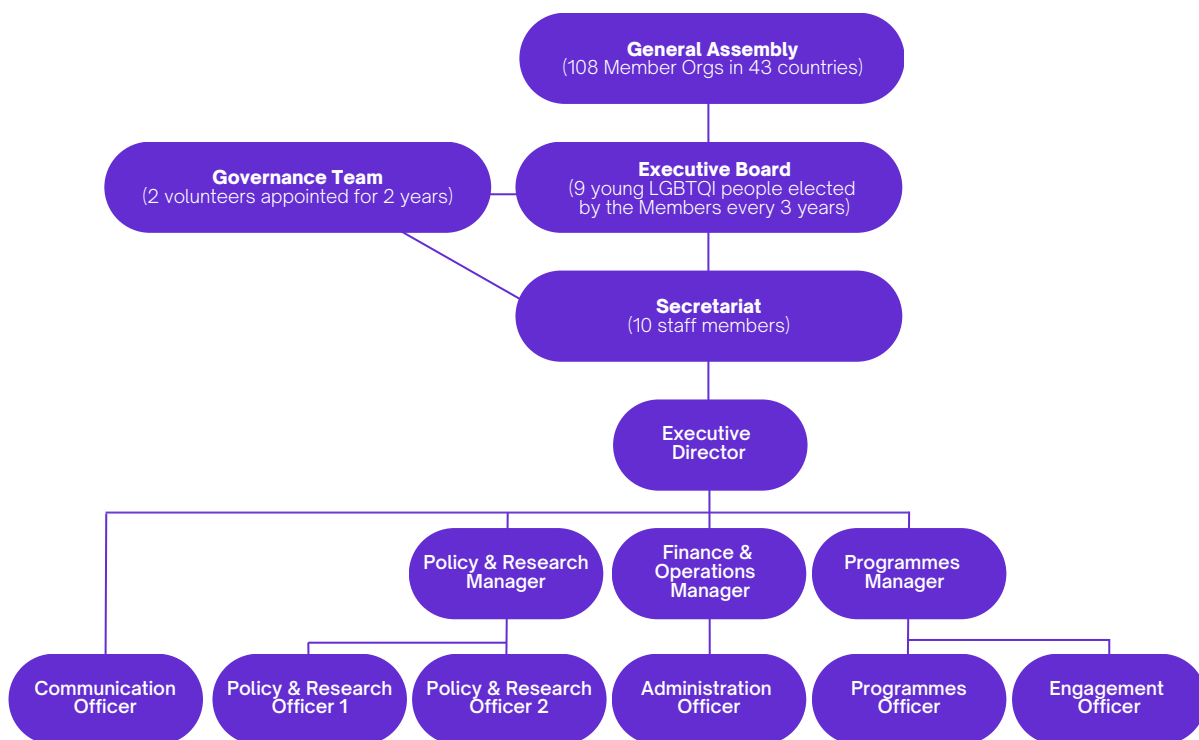 General Assembly
(108 Member Orgs in 43 countries)
Governance Team
(2 volunteers appointed for 2 years)
Executive Board
(9 young LGBTQI people elected
by the Members every 3 years)
Secretariat
(10 staff members)
Executive
Director
Policy & Research
Manager
Finance &
Operations
Manager
Programmes
Manager
Communication
Officer
Policy & Research
Officer 1
Policy & Research
Officer 2
Administration
Officer
Programmes
Officer
Engagement
Officer